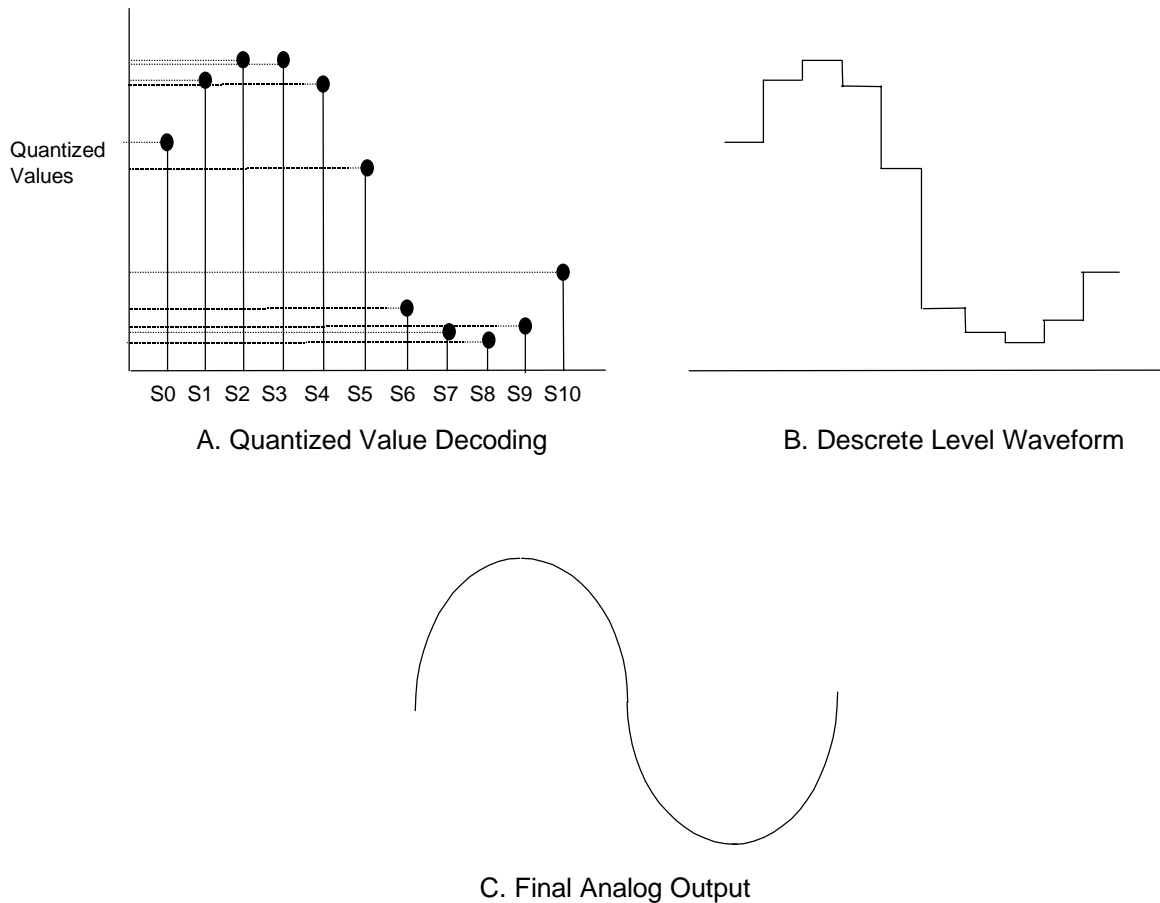 Quantized
Values
S0 S1 S2 S3 S4 S5 S6 S7 S8 S9 S10
A. Quantized Value Decoding
B. Descrete Level Waveform
C. Final Analog Output